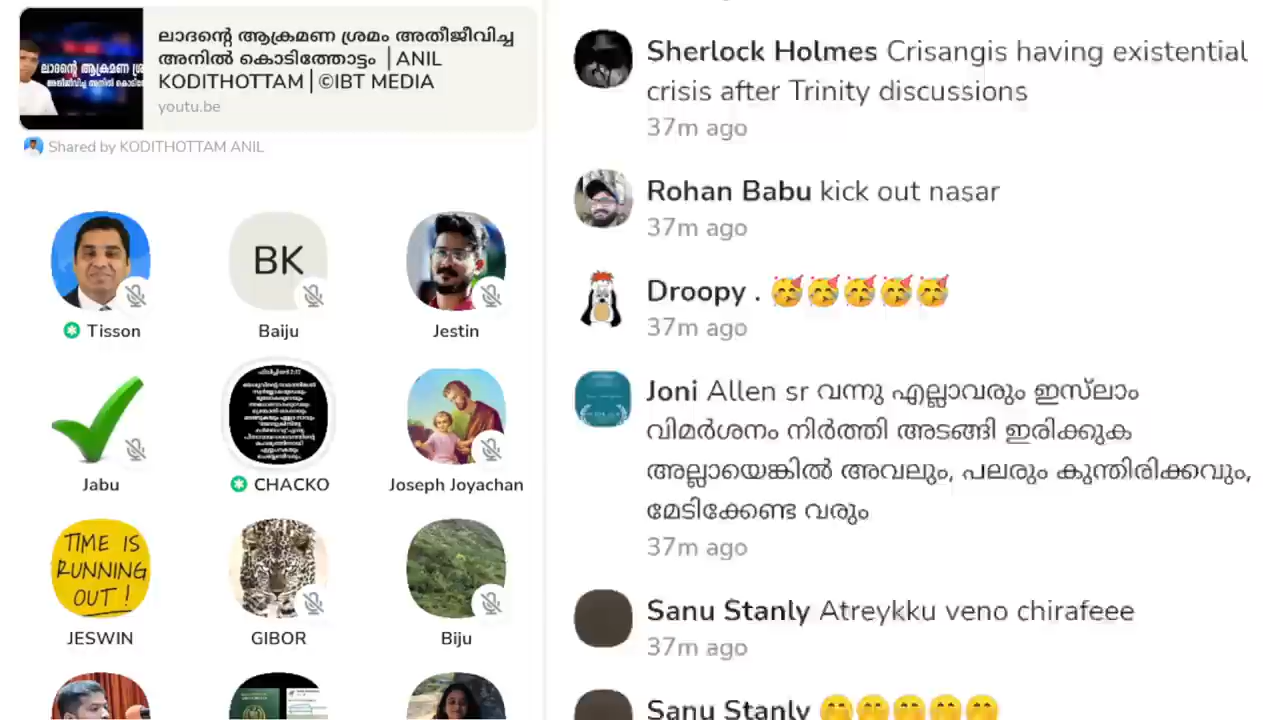 ലാദന്റെ ആക്രമണ ശ്രമം അതീജീവിച്ച
അനിൽ കൊടിത്തോട്ടം | ANIL
KODITHOTTAM | ©IBT MEDIA
youtu.be
Shared by KODITHOTTAM ANIL
Tisson
BK
Baiju
Jestin
Jabu
CHACKO
Joseph Joyachan
TIME IS
RUNNING
OUT!
JESWIN
GIBOR
Biju
Sherlock Holmes Crisangis having existential
crisis after Trinity discussions
37m ago
Rohan Babu kick out nasar
37m ago
Droopy . 🥳🥳🥳🥳🥳
37m ago
Joni Allen sr വന്നു എല്ലാവരും ഇസ്ലാം
വിമർശനം നിർത്തി അടങ്ങി ഇരിക്കുക
അല്ലായെങ്കിൽ അവലും, പലരും കുന്തിരിക്കവും,
മേടിക്കേണ്ട വരും
37m ago
Sanu Stanly Atreykku veno chirafeee
37m ago
Sanu Stanly 🤭🤭🤭🤭🤭